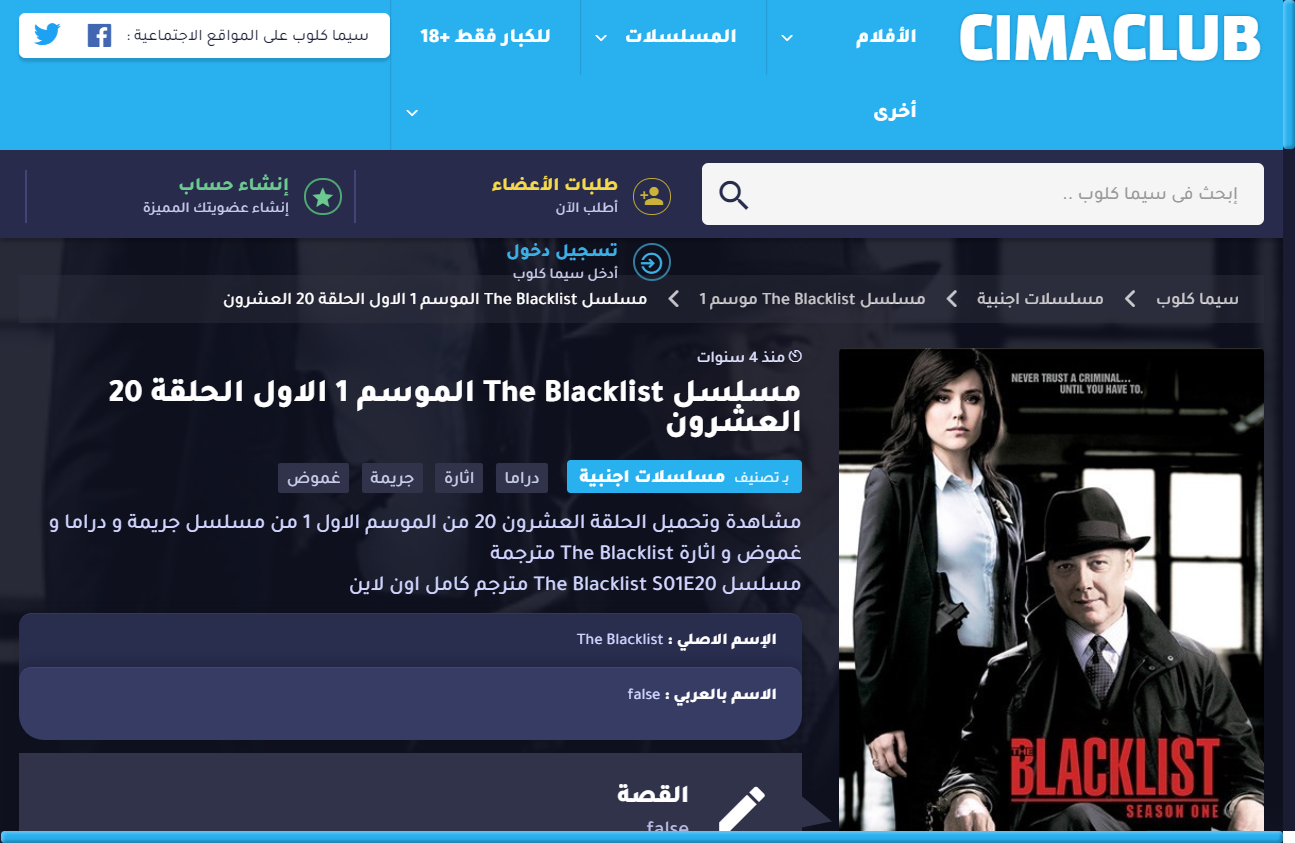 CIMACLUB
الأفلام
المسلسلات
للكبار فقط +18
سيما كلوب على المواقع الاجتماعية :
أخرى
إبحث فى سيما كلوب ..
طلبات الأعضاء
أطلب الآن
إنشاء حساب
إنشاء عضويتك المميزة
تسجيل دخول
أدخل سيما كلوب
سيما كلوب
مسلسلات اجنبية
مسلسل The Blacklist موسم 1
مسلسل The Blacklist الموسم 1 الاول الحلقة 20 العشرون
منذ 4 سنوات
مسلسل The Blacklist الموسم 1 الاول الحلقة 20
العشرون
بـ تصنيف مسلسلات اجنبية
دراما
اثارة
جريمة
غموض
مشاهدة وتحميل الحلقة العشرون 20 من الموسم الاول 1 من مسلسل جريمة و دراما و
غموض و اثارة The Blacklist مترجمة
مسلسل The Blacklist S01E20 مترجم كامل اون لاين
الإسم الاصلي : The Blacklist
الاسم بالعربي : false
القصة
false
NEVER TRUST A CRIMINAL...
UNTIL YOU HAVE TO.
THE
BLACKLIST
SEASON ONE